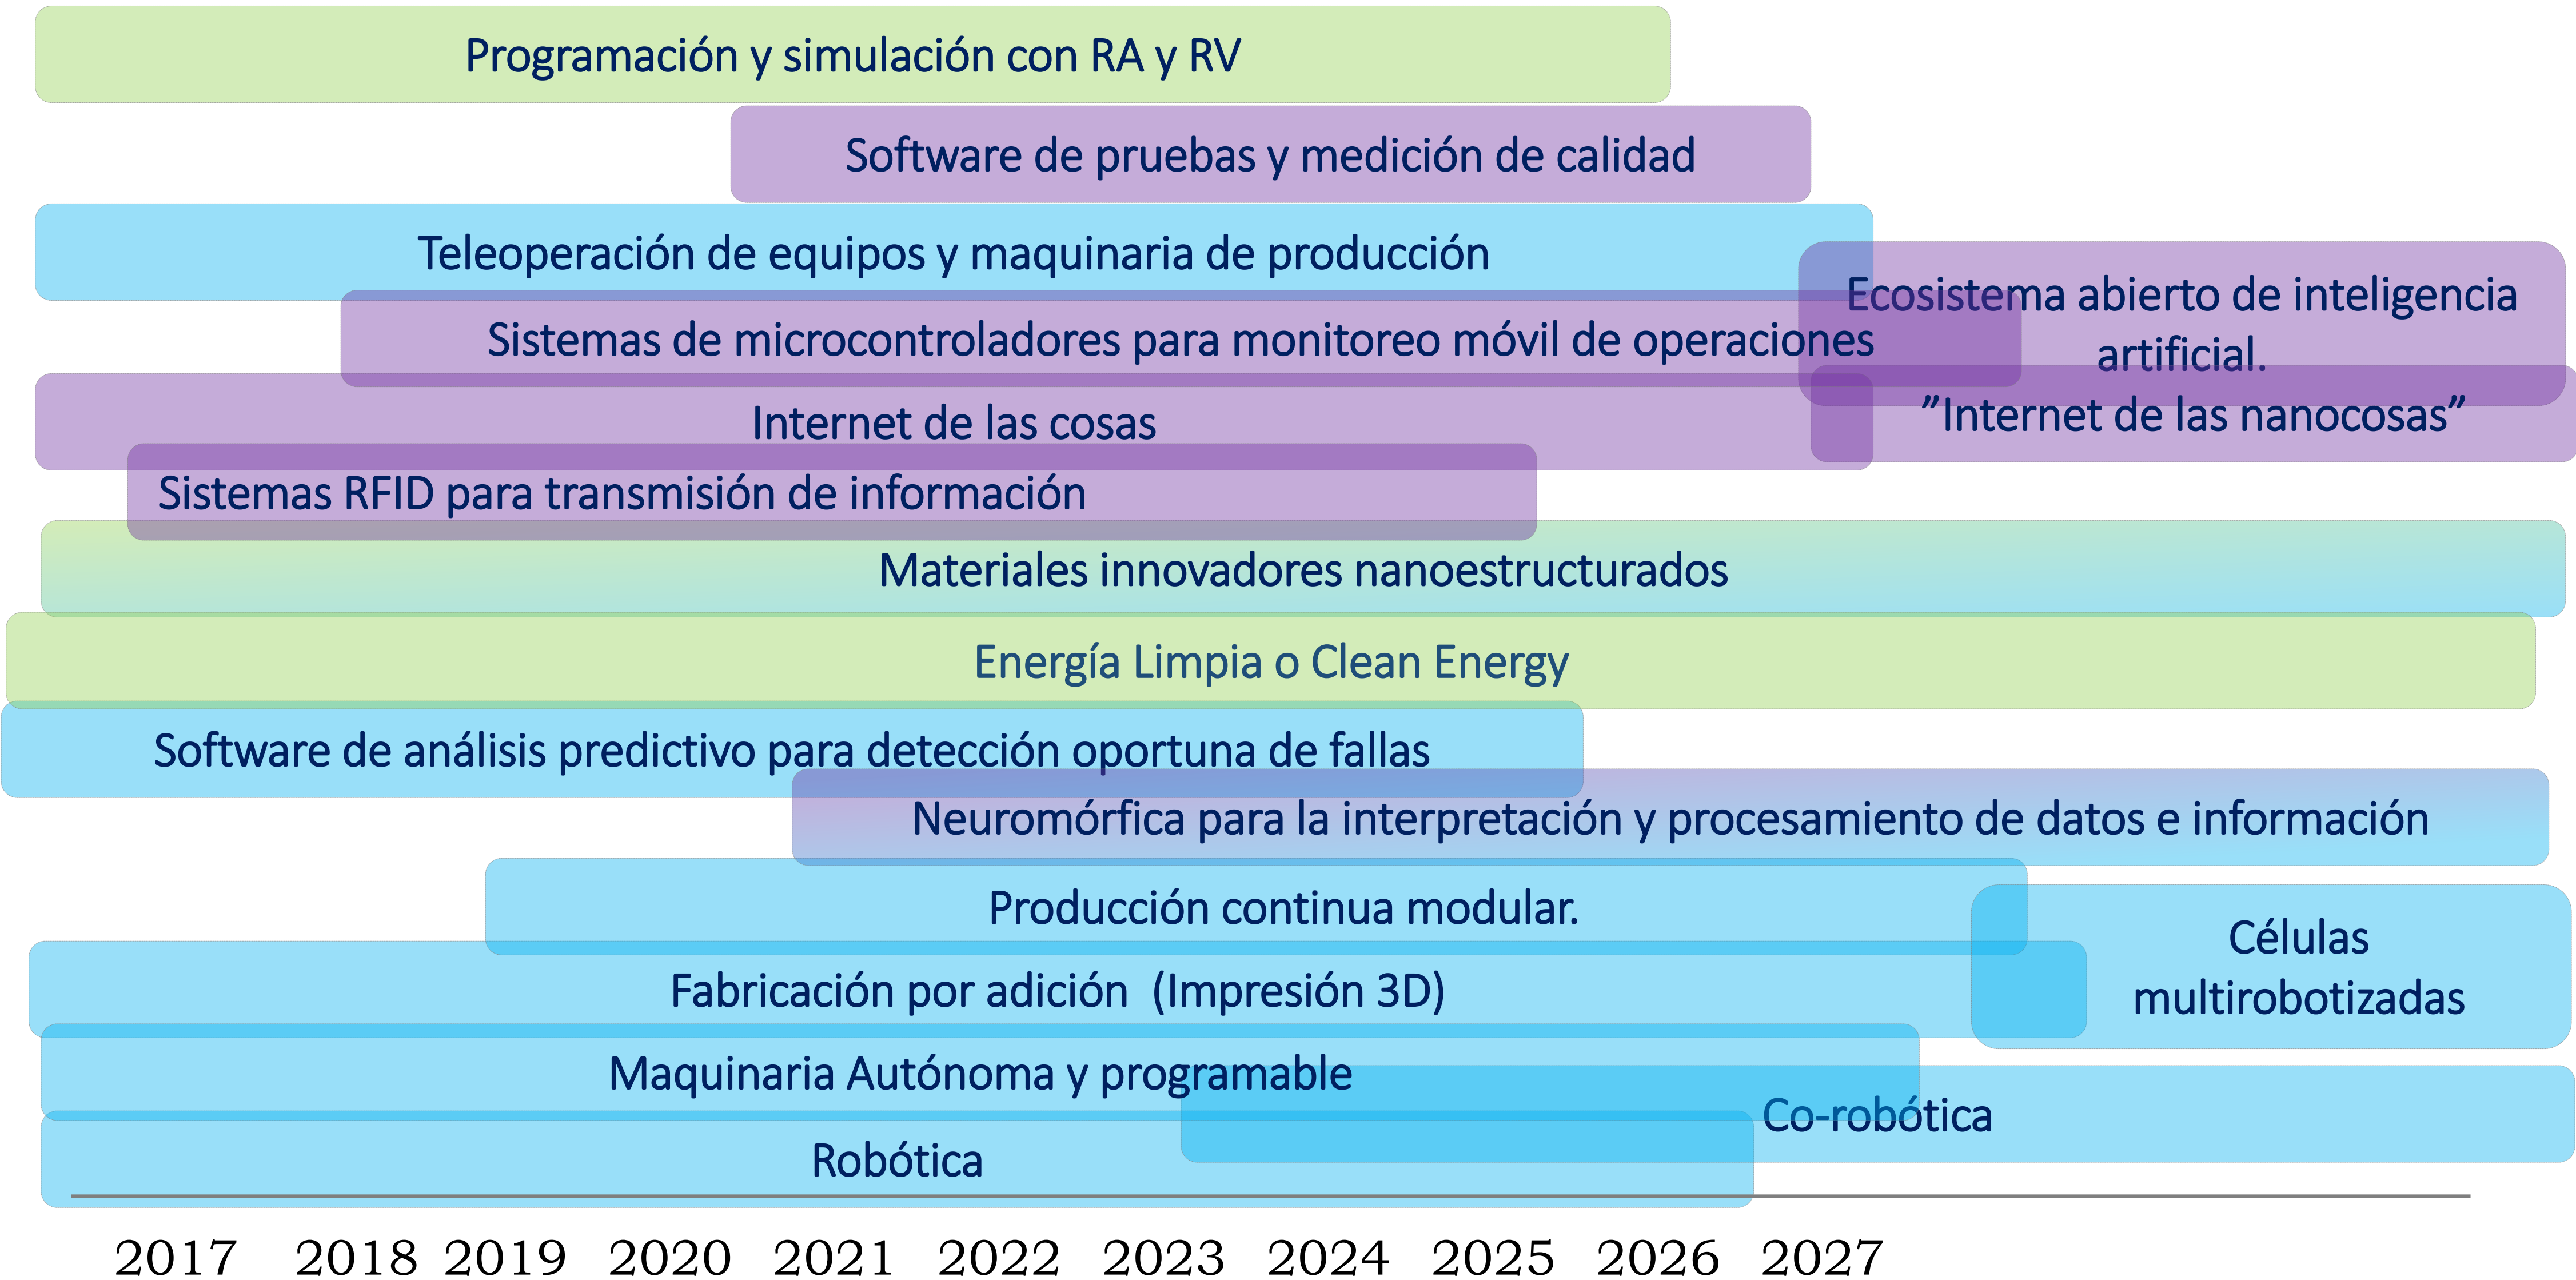 Programación y simulación con RA y RV
Software de pruebas y medición de calidad
Teleoperación de equipos y maquinaria de producción
Ecosistema abierto de inteligencia
artificial.
Sistemas de microcontroladores para monitoreo móvil de operaciones
”Internet de las nanocosas”
Internet de las cosas
Sistemas RFID para transmisión de información
Materiales innovadores nanoestructurados
Energía Limpia o Clean Energy
Software de análisis predictivo para detección oportuna de fallas
Neuromórfica para la interpretación y procesamiento de datos e información
Producción continua modular.
Células
multirobotizadas
Fabricación por adición (Impresión 3D)
Maquinaria Autónoma y programable
Co-robótica
Robótica
2017 2018 2019 2020 2021 2022 2023 2024 2025 2026 2027